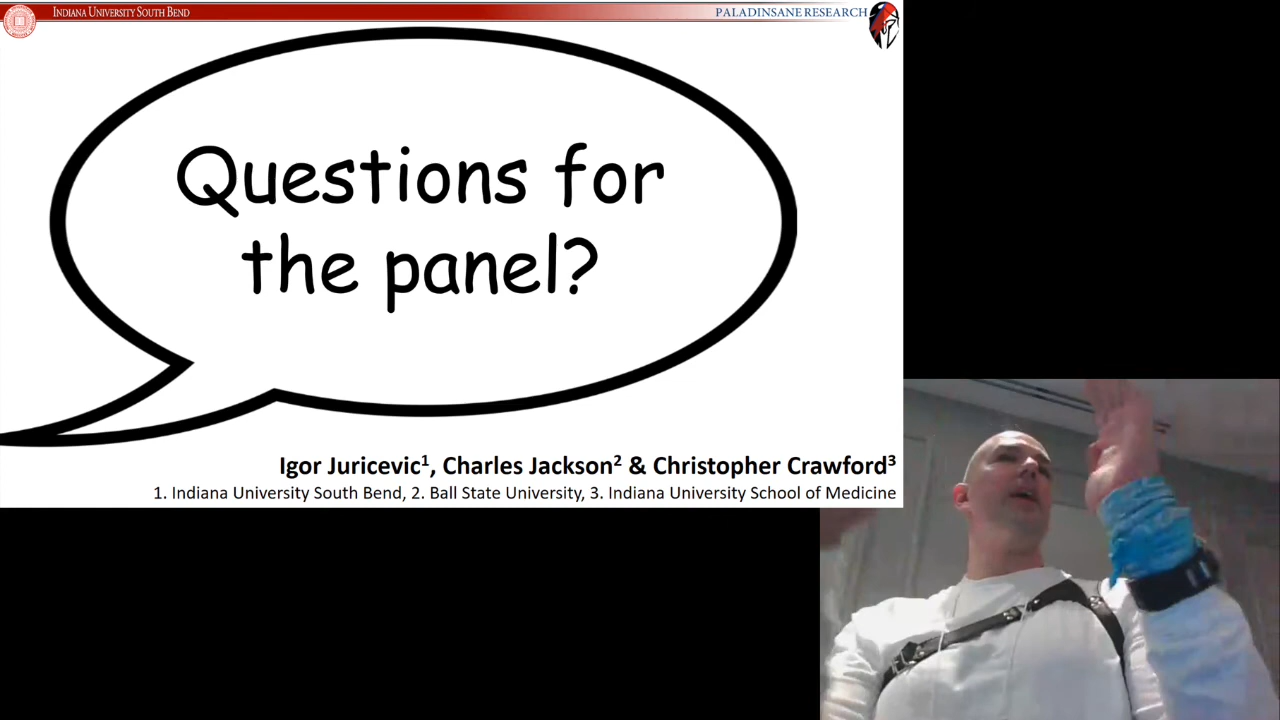 INDIANA UNIVERSITY SOUTH BEND
PALADINSANE RESEARCH
Questions for
the panel?
Igor Juricevic1, Charles Jackson2 & Christopher Crawford3
1. Indiana University South Bend, 2. Ball State University, 3. Indiana University School of Medicine